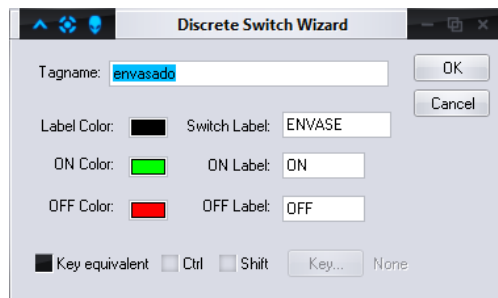 Discrete Switch Wizard
Tagname: envasado
OK
Cancel
Label Color: Switch Label: ENVASE
ON Color: ON Label: ON
OFF Color: OFF Label: OFF
Key equivalent Ctrl Shift Key... None